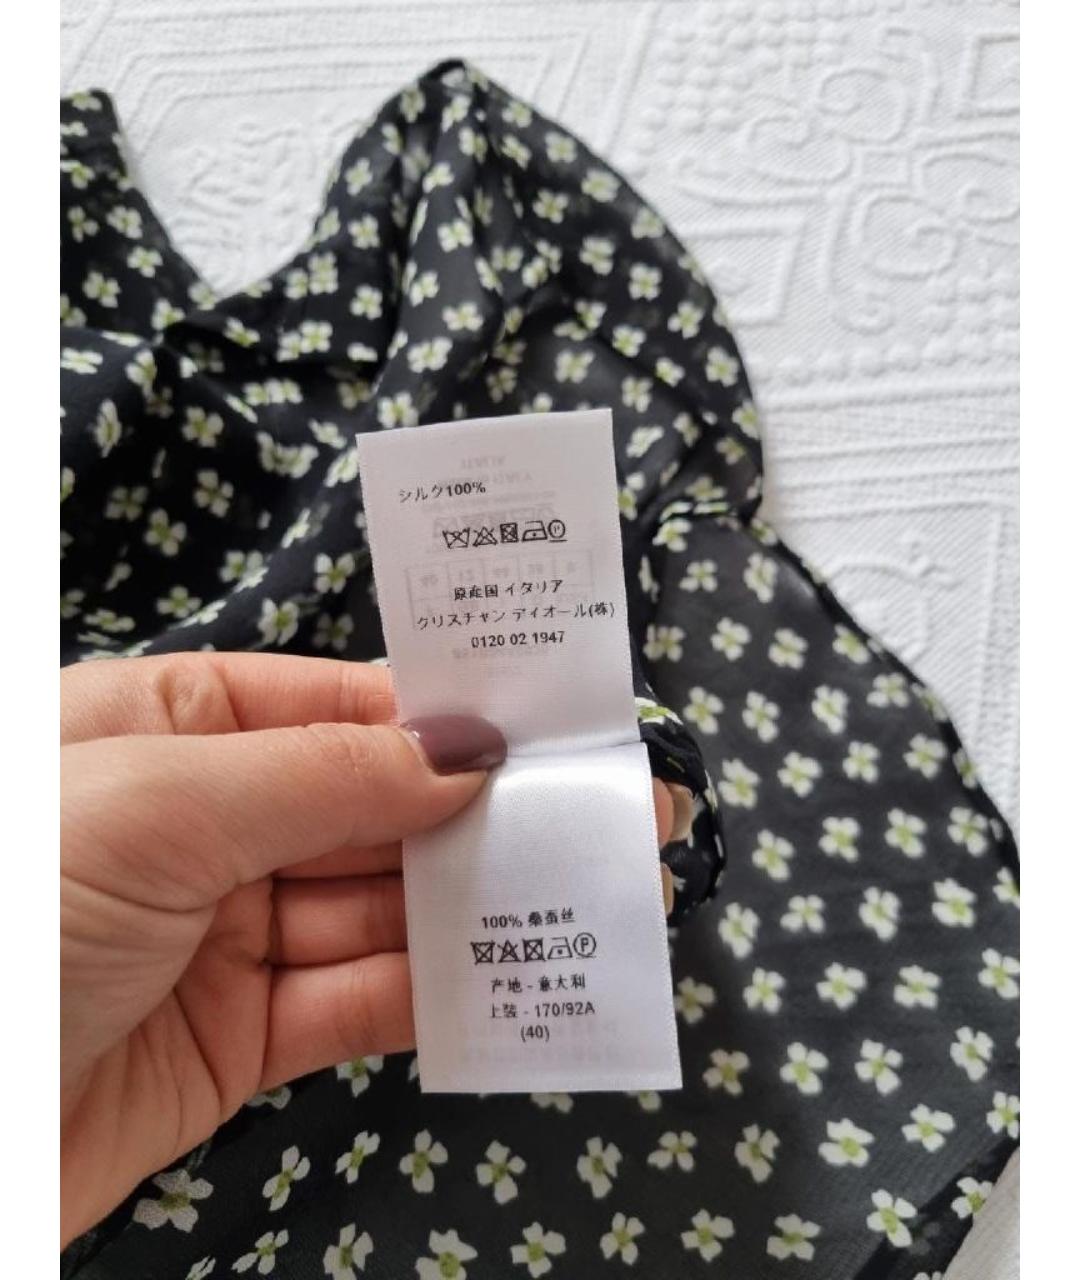 シルク100%
原産国 イタリア
クリスチャン ディオール(株)
0120 02 1947
100% 桑蚕丝
产地 - 意大利
上装 - 170/92A
(40)